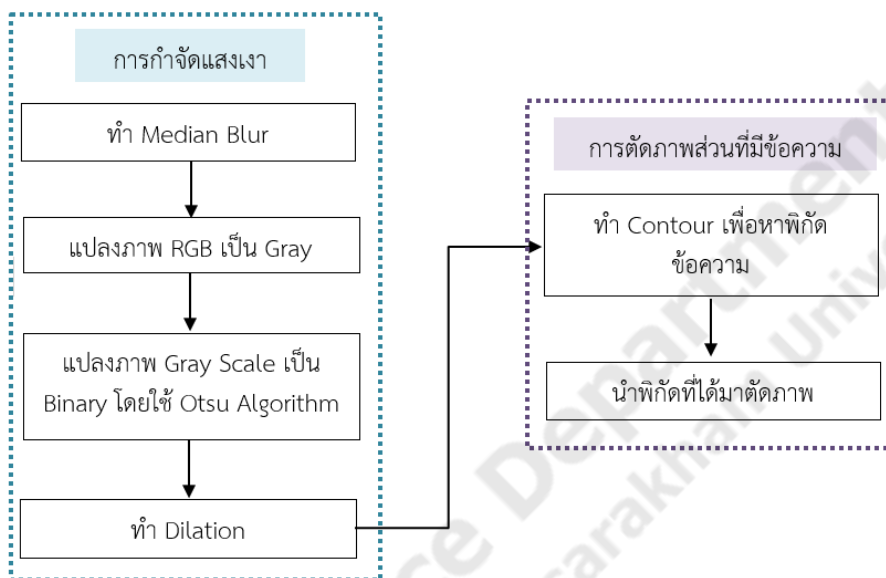 การกำจัดแสงเงา
ทำ Median Blur
แปลงภาพ RGB เป็น Gray
แปลงภาพ Gray Scale เป็น
Binary โดยใช้ Otsu Algorithm
ทำ Dilation
การตัดภาพส่วนที่มีข้อความ
ทำ Contour เพื่อหาพิกัด
ข้อความ
นำพิกัดที่ได้มาตัดภาพ
ce Department
arakham Unive